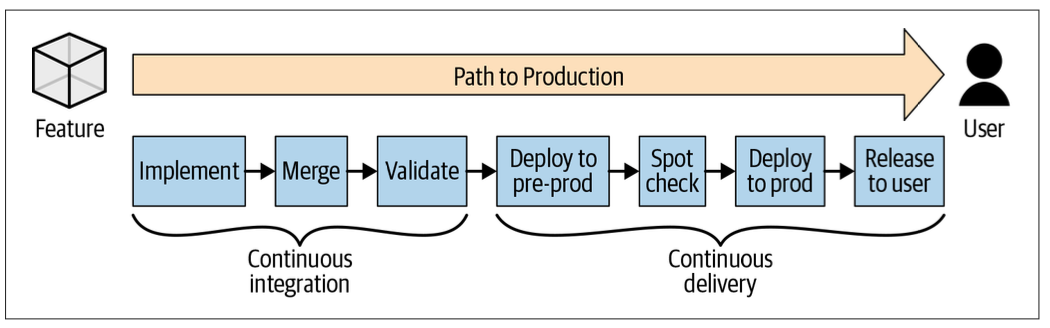 Path to Production
Feature
User
Implement
Merge
Validate
Deploy to
pre-prod
Spot
check
Deploy
to prod
Release
to user
Continuous
integration
Continuous
delivery